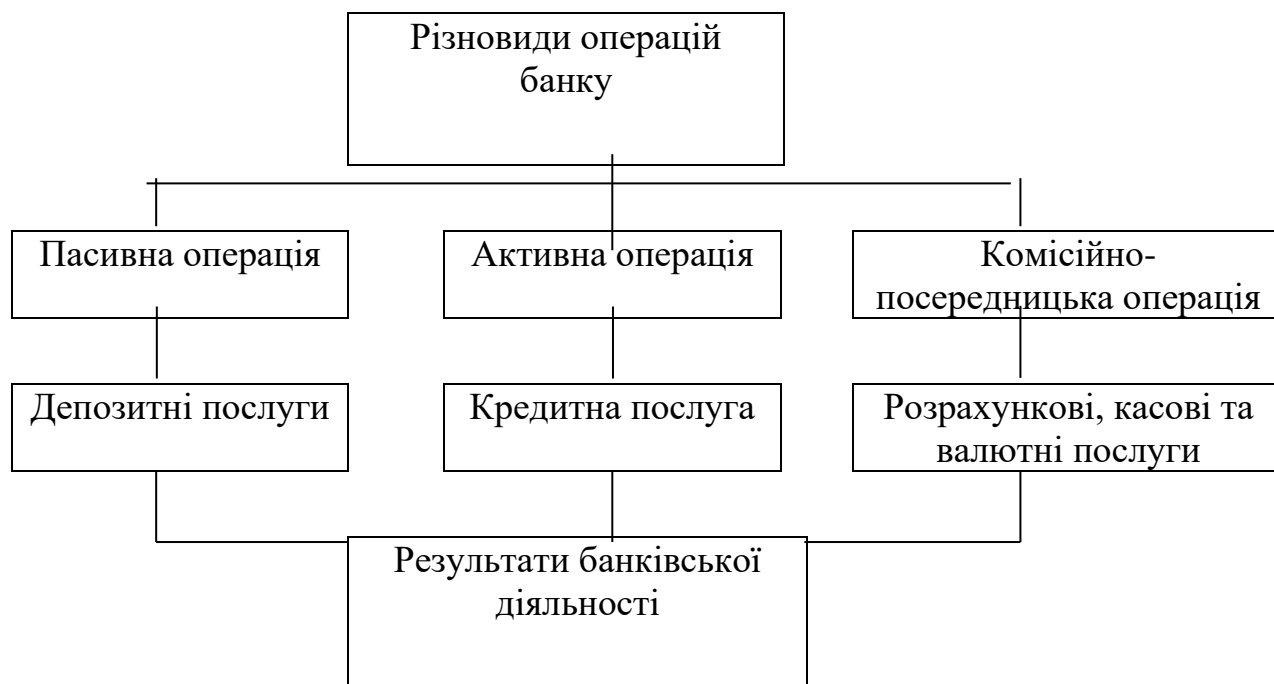 Різновиди операцій
банку
Пасивна операція
Активна операція
Комісійно-
посередницька операція
Депозитні послуги
Кредитна послуга
Розрахункові, касові та
валютні послуги
Результати банківської
діяльності